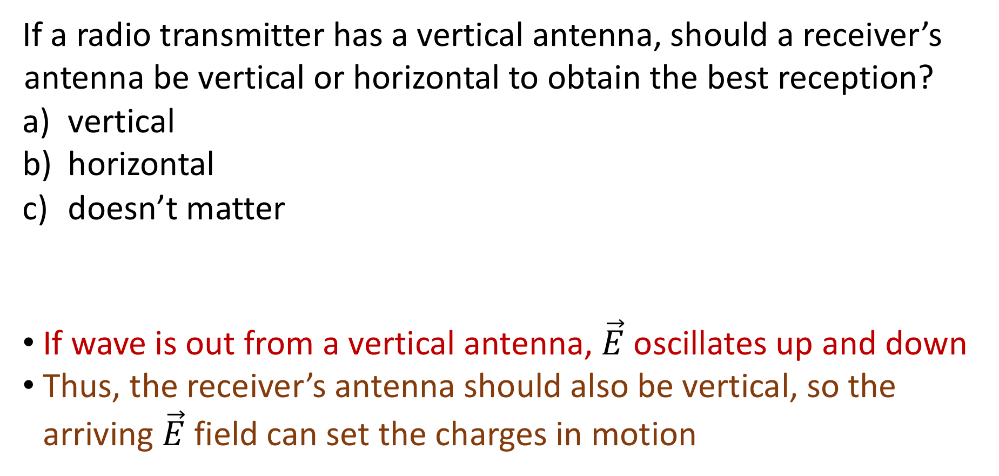 If a radio transmitter has a vertical antenna, should a receiver’s
antenna be vertical or horizontal to obtain the best reception?
a) vertical
b) horizontal
c) doesn’t matter
• If wave is out from a vertical antenna, $\vec{E}$ oscillates up and down
• Thus, the receiver’s antenna should also be vertical, so the
arriving $\vec{E}$ field can set the charges in motion